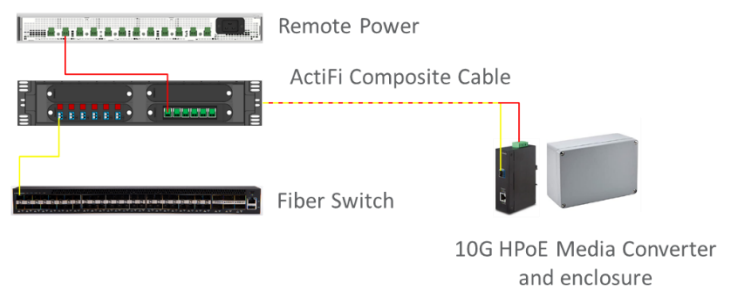 Remote Power
ActiFi Composite Cable
Fiber Switch
10G HPoE Media Converter
and enclosure